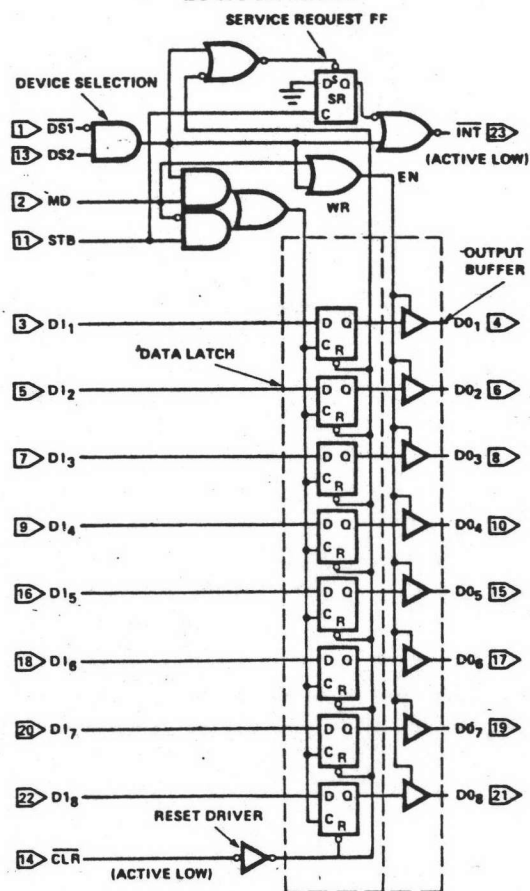 SERVICE REQUEST FF
DEVICE SELECTION
D S Q
SR
C
1 DS1
13 DS2
INT 23
(ACTIVE LOW)
EN
2 MD
WR
11 STB
OUTPUT
BUFFER
3 DI1 D Q C R DO1 4
DATA LATCH
5 DI2 D Q C R DO2 6
7 DI3 D Q C R DO3 8
9 DI4 D Q C R DO4 10
16 DI5 D Q C R DO5 15
18 DI6 D Q C R DO6 17
20 DI7 D Q C R DO7 19
22 DI8 D Q C R DO8 21
RESET DRIVER
14 CLR
(ACTIVE LOW)